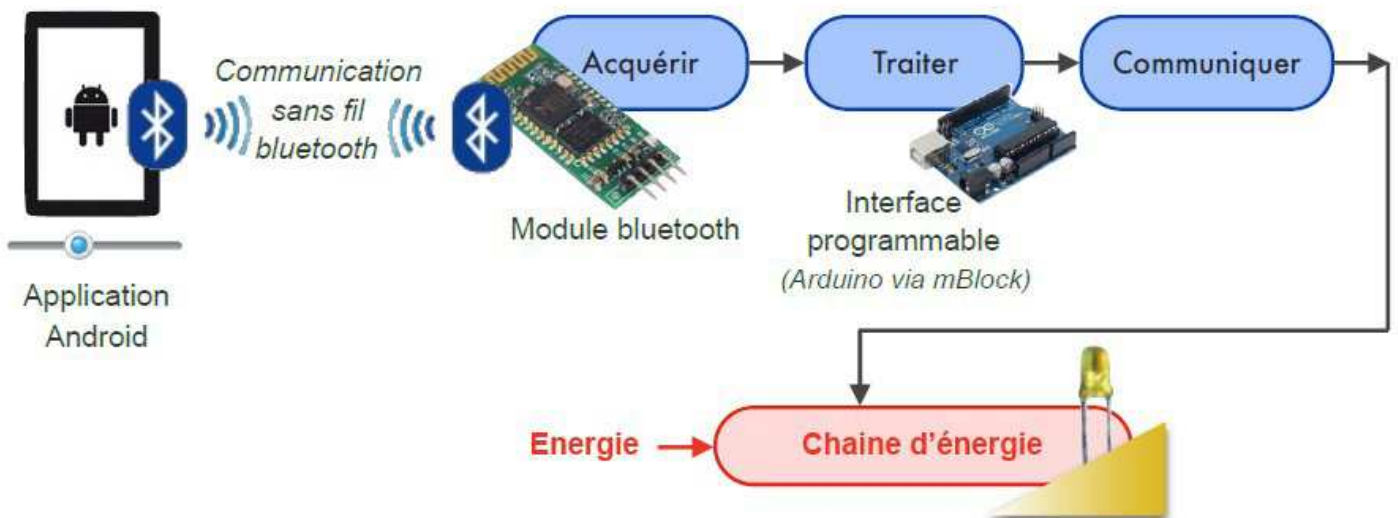 Communication
sans fil
bluetooth
Acquérir
Traiter
Communiquer
Module bluetooth
Interface
programmable
(Arduino via mBlock)
Application
Android
Energie
Chaine d'énergie